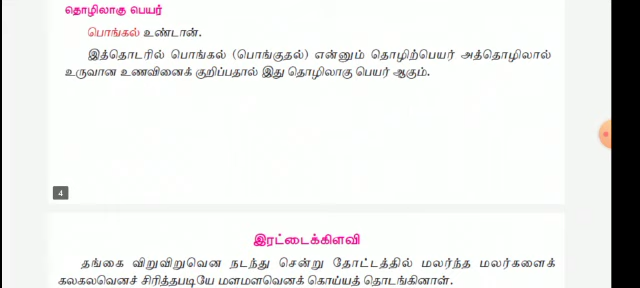 தொழிலாகு பெயர்
பொங்கல் உண்டான்.
இத்தொடரில் பொங்கல் (பொங்குதல்) என்னும் தொழிற்பெயர் அத்தொழிலால்
உருவான உணவினைக் குறிப்பதால் இது தொழிலாகு பெயர் ஆகும்.
4
இரட்டைக்கிளவி
தங்கை விறுவிறுவென நடந்து சென்று தோட்டத்தில் மலர்ந்த மலர்களைக்
கலகலவெனச் சிரித்தபடியே மளமளவெனக் கொய்யத் தொடங்கினாள்.